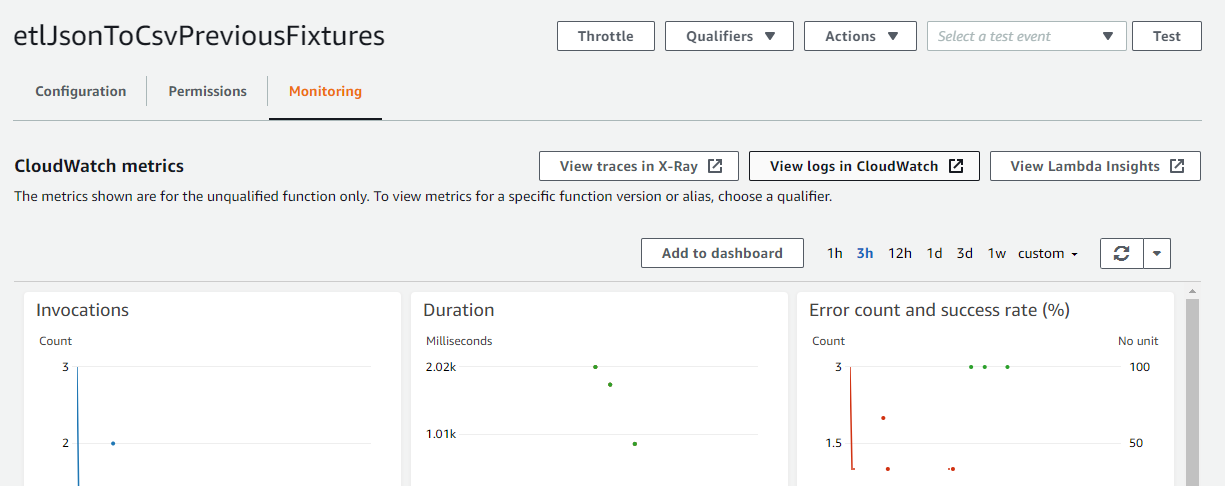 etlJsonToCsvPreviousFixtures
Throttle
Qualifiers
Actions
Select a test event
Test
Configuration
Permissions
Monitoring
CloudWatch metrics
View traces in X-Ray
View logs in CloudWatch
View Lambda Insights
The metrics shown are for the unqualified function only. To view metrics for a specific function version or alias, choose a qualifier.
Add to dashboard
1h 3h 12h 1d 3d 1w custom
Invocations
Count
3
2
Duration
Milliseconds
2.02k
1.01k
Error count and success rate (%)
Count No unit
3 100
1.5 50